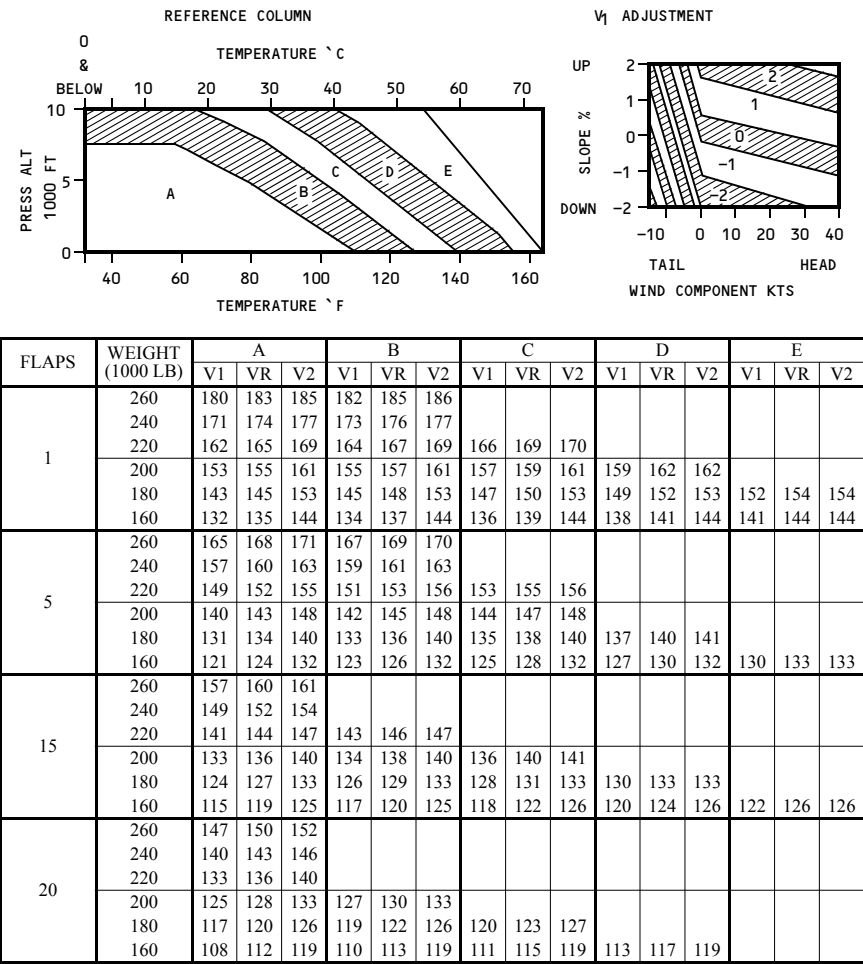 REFERENCE COLUMN
0
&
BELOW
TEMPERATURE `C
10 20 30 40 50 60 70
10
5
0
PRESS ALT
1000 FT
A
B
C
D
E
40 60 80 100 120 140 160
TEMPERATURE `F
V1 ADJUSTMENT
UP
DOWN
SLOPE %
2
1
0
-1
-2
2
1
0
-1
-2
-10 0 10 20 30 40
TAIL HEAD
WIND COMPONENT KTS
FLAPS WEIGHT (1000 LB) A B C D E
V1 VR V2 V1 VR V2 V1 VR V2 V1 VR V2 V1 VR V2
1
260 180 183 185 182 185 186
240 171 174 177 173 176 177
220 162 165 169 164 167 169 166 169 170
200 153 155 161 155 157 161 157 159 161 159 162 162
180 143 145 153 145 148 153 147 150 153 149 152 153 152 154 154
160 132 135 144 134 137 144 136 139 144 138 141 144 141 144 144
5
260 165 168 171 167 169 170
240 157 160 163 159 161 163
220 149 152 155 151 153 156 153 155 156
200 140 143 148 142 145 148 144 147 148
180 131 134 140 133 136 140 135 138 140 137 140 141
160 121 124 132 123 126 132 125 128 132 127 130 132 130 133 133
15
260 157 160 161
240 149 152 154
220 141 144 147 143 146 147
200 133 136 140 134 138 140 136 140 141
180 124 127 133 126 129 133 128 131 133 130 133 133
160 115 119 125 117 120 125 118 122 126 120 124 126 122 126 126
20
260 147 150 152
240 140 143 146
220 133 136 140
200 125 128 133 127 130 133
180 117 120 126 119 122 126 120 123 127
160 108 112 119 110 113 119 111 115 119 113 117 119